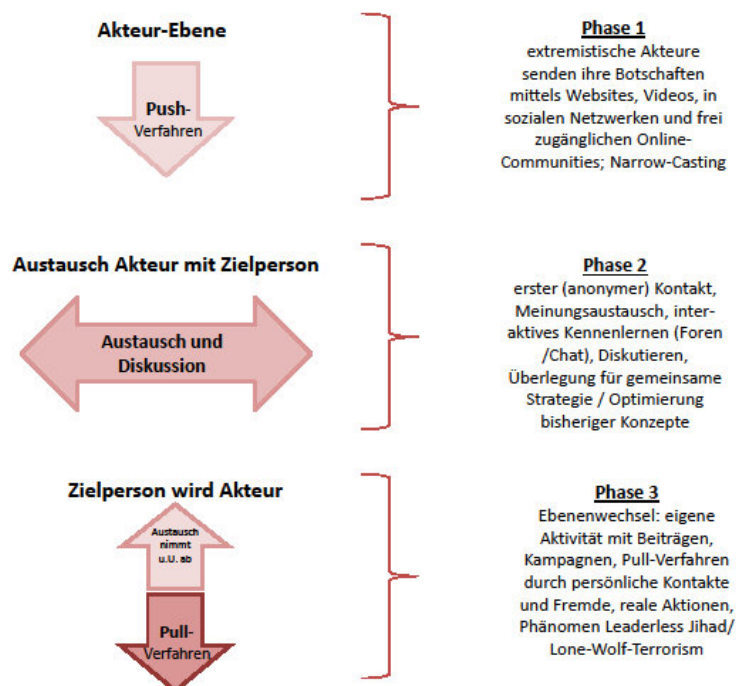 Akteur-Ebene
Push-
Verfahren
Phase 1
extremistische Akteure
senden ihre Botschaften
mittels Websites, Videos, in
sozialen Netzwerken und frei
zugänglichen Online-
Communities; Narrow-Casting
Austausch Akteur mit Zielperson
Austausch und
Diskussion
Phase 2
erster (anonymer) Kontakt,
Meinungsaustausch, inter-
aktives Kennenlernen (Foren
/Chat), Diskutieren,
Überlegung für gemeinsame
Strategie / Optimierung
bisheriger Konzepte
Zielperson wird Akteur
Austausch
nimmt
u.U. ab
Pull-
Verfahren
Phase 3
Ebenenwechsel: eigene
Aktivität mit Beiträgen,
Kampagnen, Pull-Verfahren
durch persönliche Kontakte
und Fremde, reale Aktionen,
Phänomen Leaderless Jihad/
Lone-Wolf-Terrorism